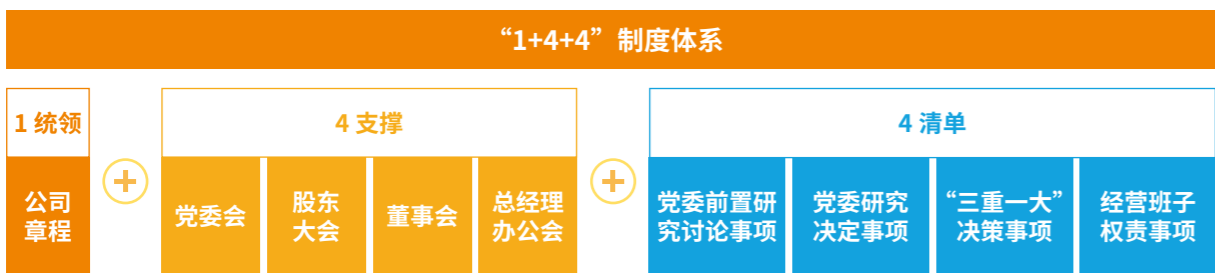 “1+4+4”制度体系
1 统领
4 支撑
4 清单
公司
章程
党委会
股东
大会
董事会
总经理
办公会
党委前置研
究讨论事项
党委研究
决定事项
“三重一大”
决策事项
经营班子
权责事项